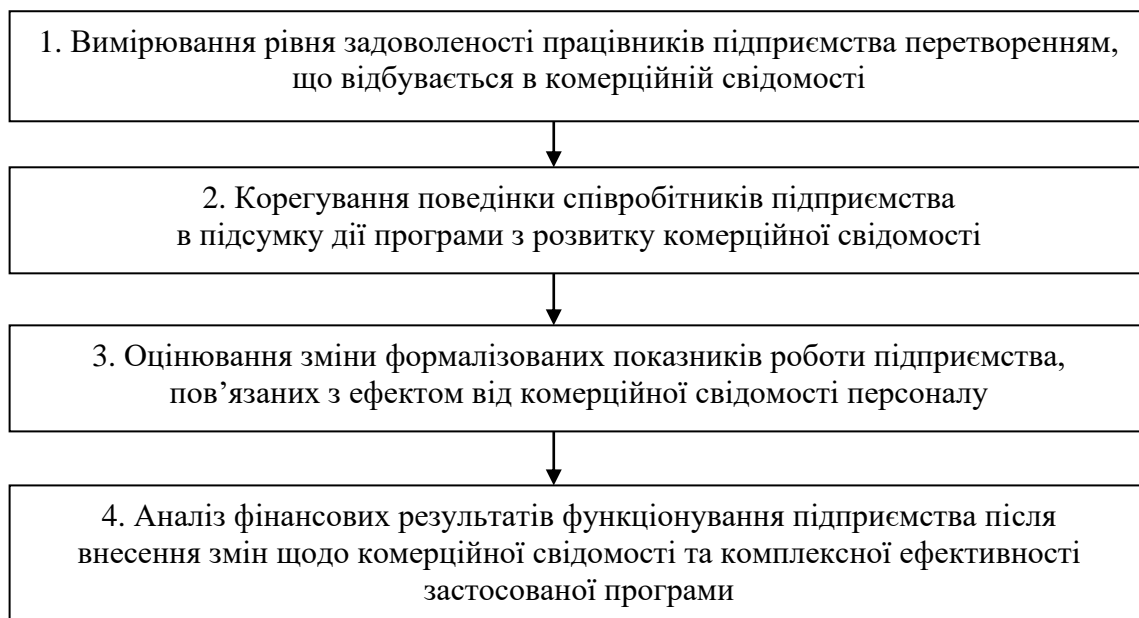 1. Вимірювання рівня задоволеності працівників підприємства перетворенням,
що відбувається в комерційній свідомості
2. Корегування поведінки співробітників підприємства
в підсумку дії програми з розвитку комерційної свідомості
3. Оцінювання зміни формалізованих показників роботи підприємства,
пов’язаних з ефектом від комерційної свідомості персоналу
4. Аналіз фінансових результатів функціонування підприємства після
внесення змін щодо комерційної свідомості та комплексної ефективності
застосованої програми